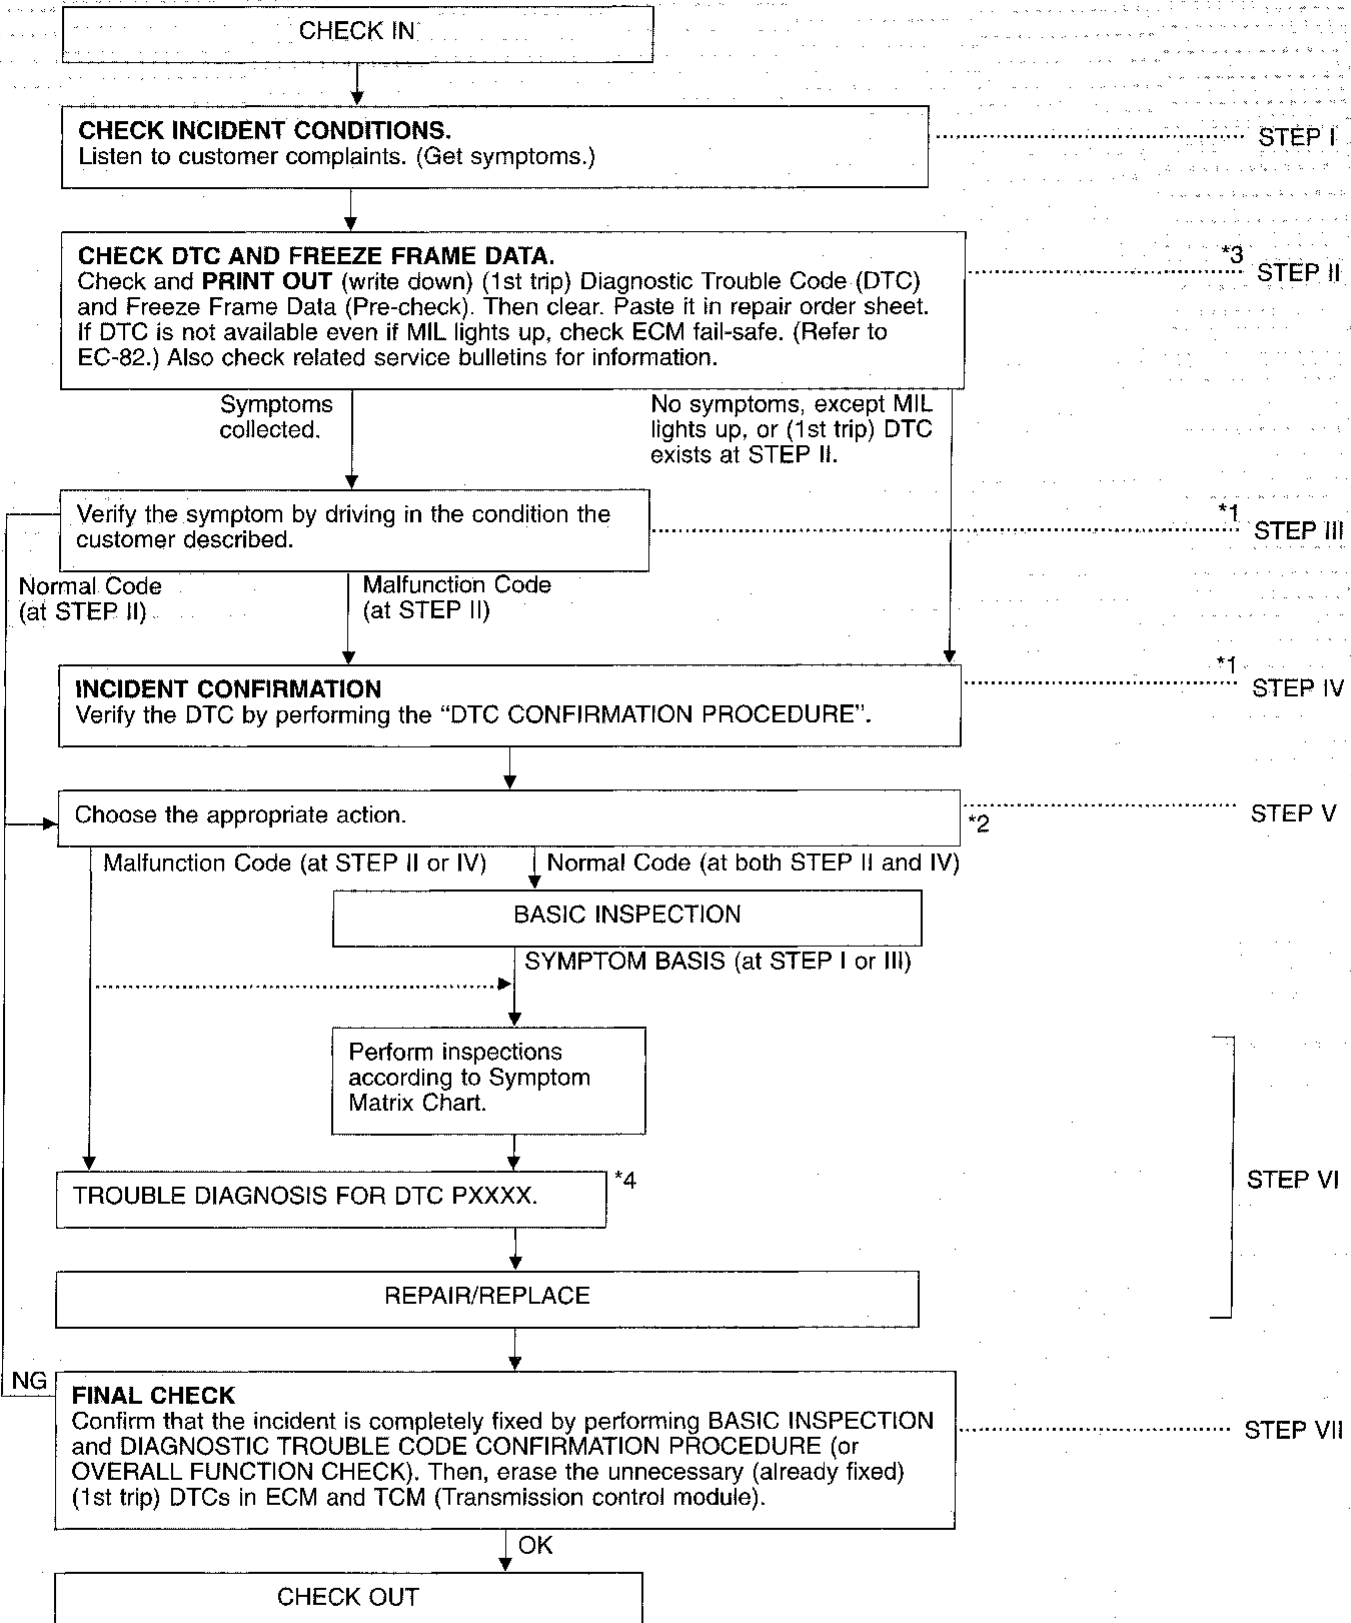 CHECK IN
CHECK INCIDENT CONDITIONS.
Listen to customer complaints. (Get symptoms.)
STEP I
CHECK DTC AND FREEZE FRAME DATA.
Check and PRINT OUT (write down) (1st trip) Diagnostic Trouble Code (DTC)
and Freeze Frame Data (Pre-check). Then clear. Paste it in repair order sheet.
If DTC is not available even if MIL lights up, check ECM fail-safe. (Refer to
EC-82.) Also check related service bulletins for information.
*3
STEP II
Symptoms
collected.
No symptoms, except MIL
lights up, or (1st trip) DTC
exists at STEP II.
Verify the symptom by driving in the condition the
customer described.
*1
STEP III
Normal Code
(at STEP II)
Malfunction Code
(at STEP II)
INCIDENT CONFIRMATION
Verify the DTC by performing the “DTC CONFIRMATION PROCEDURE”.
*1
STEP IV
Choose the appropriate action.
*2
STEP V
Malfunction Code (at STEP II or IV)
Normal Code (at both STEP II and IV)
BASIC INSPECTION
SYMPTOM BASIS (at STEP I or III)
Perform inspections
according to Symptom
Matrix Chart.
TROUBLE DIAGNOSIS FOR DTC PXXXX.
*4
STEP VI
REPAIR/REPLACE
NG
FINAL CHECK
Confirm that the incident is completely fixed by performing BASIC INSPECTION
and DIAGNOSTIC TROUBLE CODE CONFIRMATION PROCEDURE (or
OVERALL FUNCTION CHECK). Then, erase the unnecessary (already fixed)
(1st trip) DTCs in ECM and TCM (Transmission control module).
STEP VII
OK
CHECK OUT